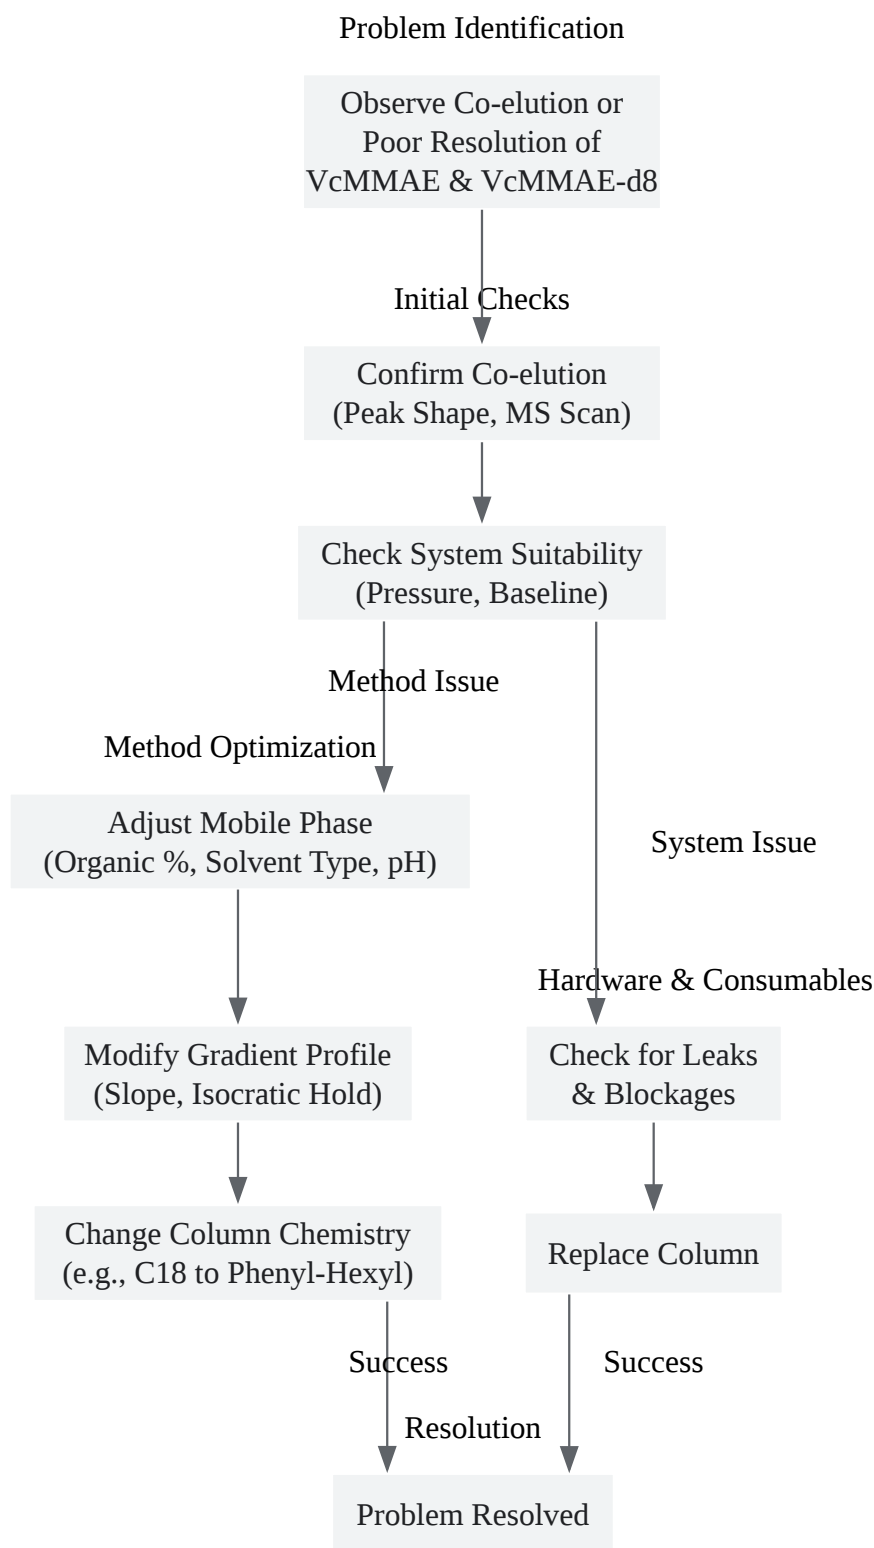 Problem Identification
Observe Co-elution or
Poor Resolution of
VcMMAE & VcMMAE-d8
Initial Checks
Confirm Co-elution
(Peak Shape, MS Scan)
Check System Suitability
(Pressure, Baseline)
Method Issue
Method Optimization
Adjust Mobile Phase
(Organic %, Solvent Type, pH)
System Issue
Hardware & Consumables
Modify Gradient Profile
(Slope, Isocratic Hold)
Check for Leaks
& Blockages
Change Column Chemistry
(e.g., C18 to Phenyl-Hexyl)
Replace Column
Success
Success
Resolution
Problem Resolved